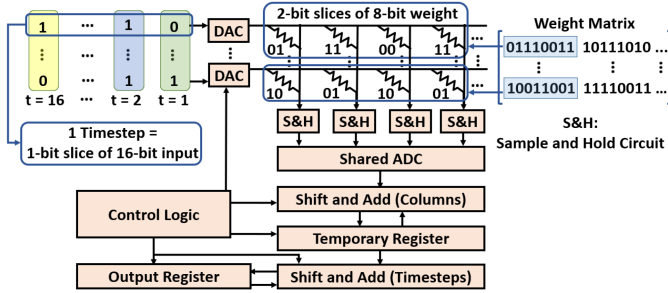 1 ... 1 0 DAC 2-bit slices of 8-bit weight Weight Matrix
01 11 00 11 ... 01110011 10111010 ...
0 ... 1 1 DAC 10 01 10 01 ... 10011001 11110011 ...
t = 16 ... t = 2 t = 1
S&H S&H S&H S&H
S&H:
Sample and Hold Circuit
1 Timestep =
1-bit slice of 16-bit input
Shared ADC
Shift and Add (Columns)
Control Logic
Temporary Register
Output Register
Shift and Add (Timesteps)